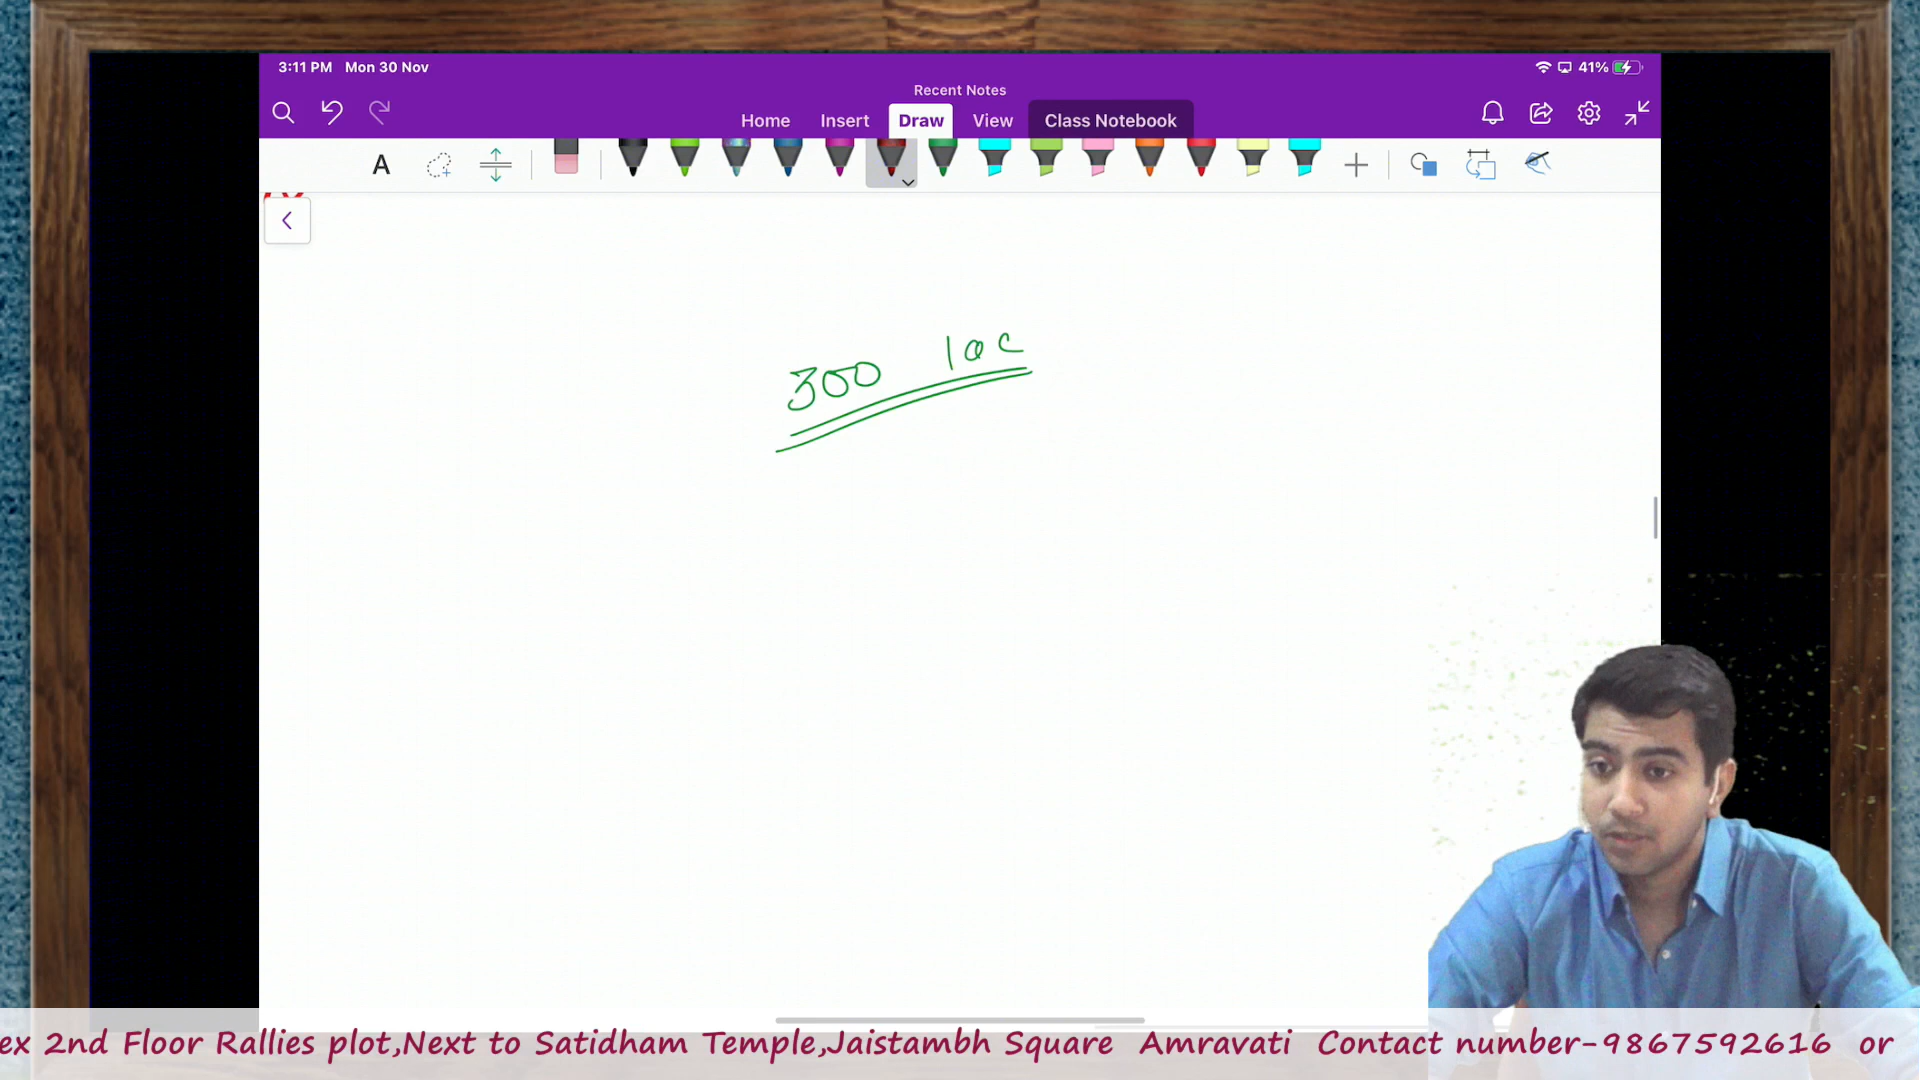 3:11 PM Mon 30 Nov
41%
Recent Notes
Home Insert Draw View Class Notebook
A
300 lac
ex 2nd Floor Rallies plot,Next to Satidham Temple,Jaistambh Square Amravati Contact number-9867592616 or